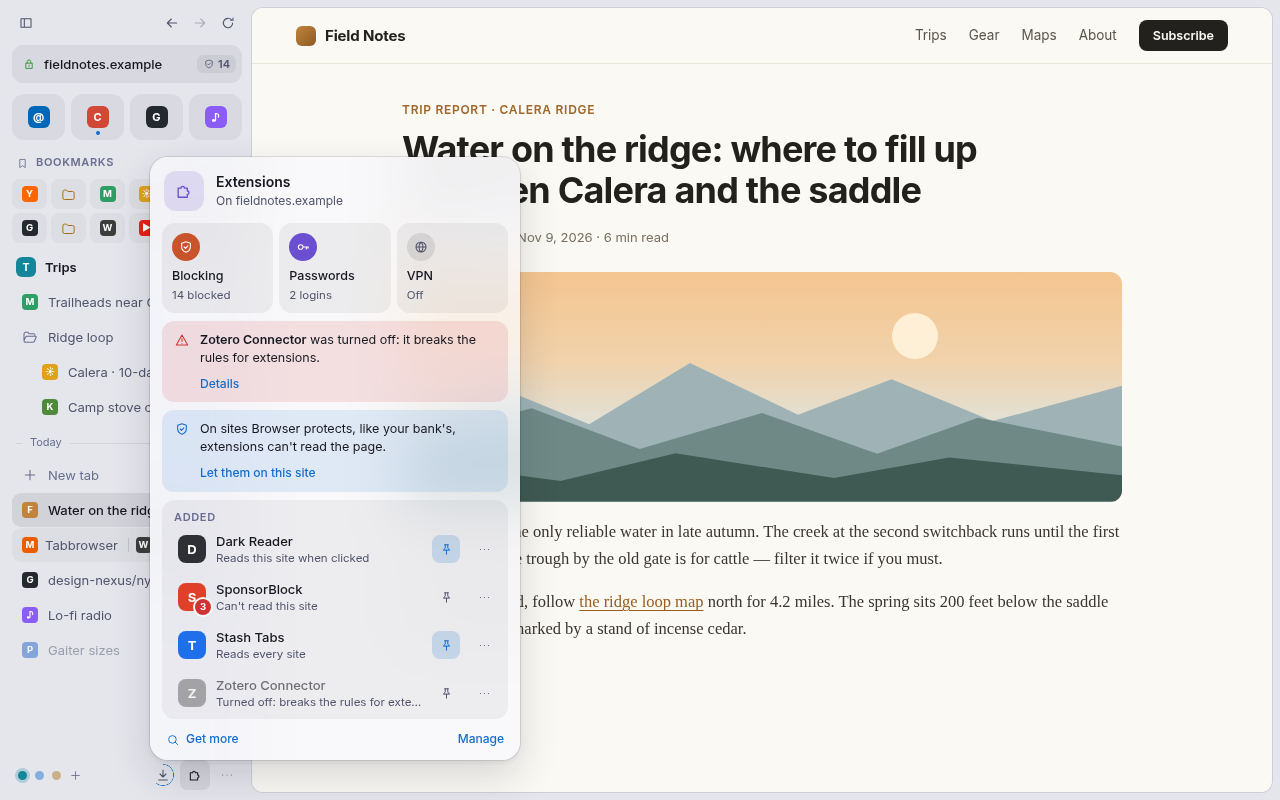 fieldnotes.example
14
@
C
G
BOOKMARKS
Y
M
G
W
T
Trips
M
Trailheads near
Ridge loop
Calera · 10-da
K
Camp stove
Today
New tab
F
Water on the ridg
M
Tabbrowser
W
G
design-nexus/ny
Lo-fi radio
P
Gaiter sizes
Extensions
On fieldnotes.example
Blocking
14 blocked
Passwords
2 logins
VPN
Off
Zotero Connector was turned off: it breaks the
rules for extensions.
Details
On sites Browser protects, like your bank's,
extensions can't read the page.
Let them on this site
ADDED
D
Dark Reader
Reads this site when clicked
...
S
3
SponsorBlock
Can't read this site
...
T
Stash Tabs
Reads every site
...
Z
Zotero Connector
Turned off: breaks the rules for exte...
...
Get more
Manage
Field Notes
Trips
Gear
Maps
About
Subscribe
TRIP REPORT · CALERA RIDGE
Water on the ridge: where to fill up
en Calera and the saddle
Nov 9, 2026 · 6 min read
e only reliable water in late autumn. The creek at the second switchback runs until the first
trough by the old gate is for cattle — filter it twice if you must.
d, follow the ridge loop map north for 4.2 miles. The spring sits 200 feet below the saddle
marked by a stand of incense cedar.